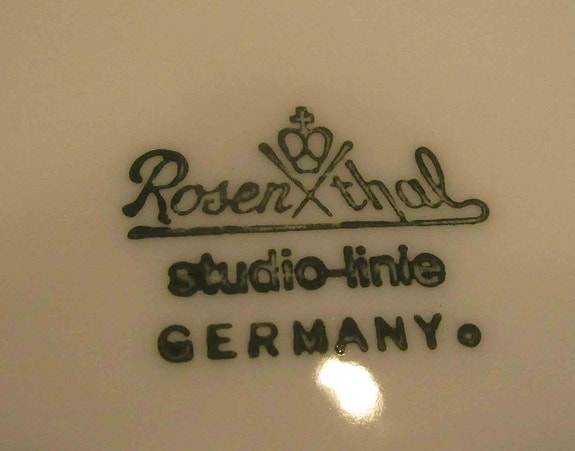 Rosenthal
studio-linie
GERMANY